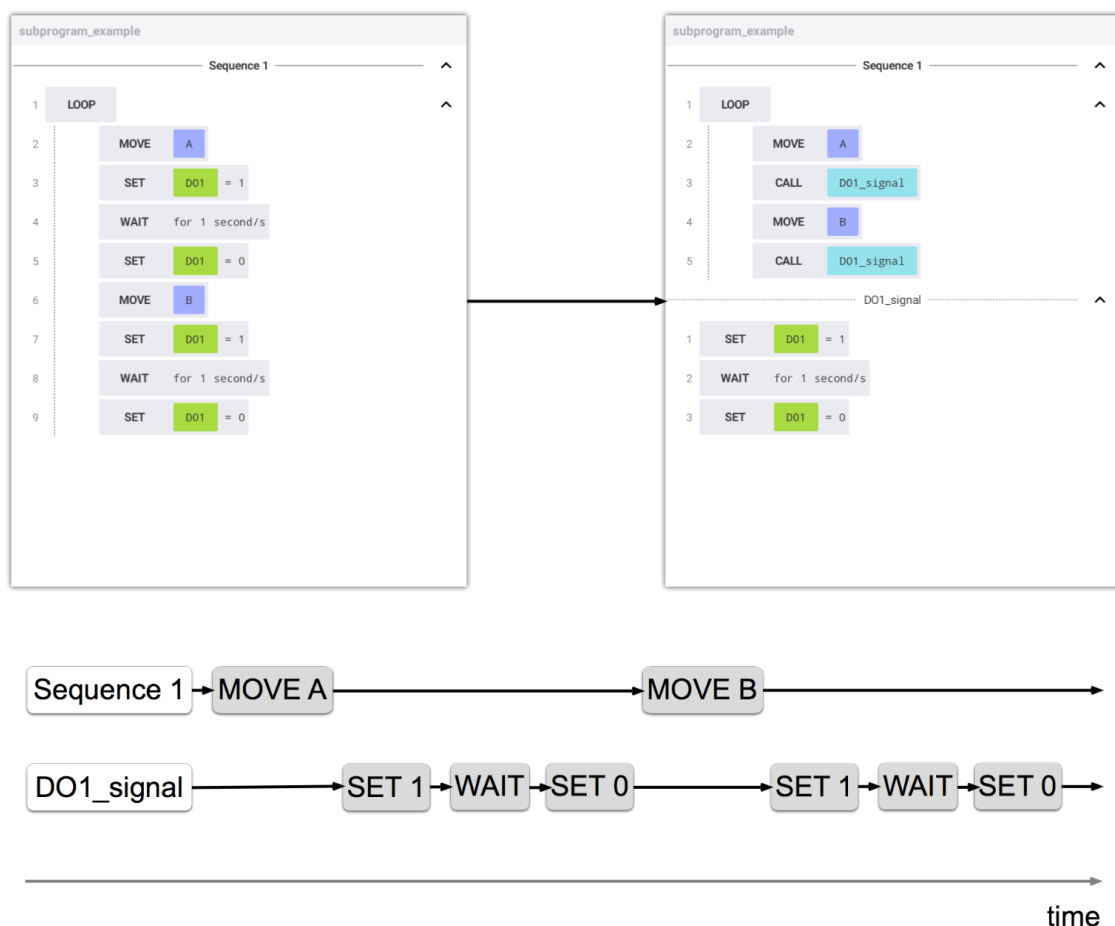 subprogram_example
Sequence 1
1 LOOP
2 MOVE A
3 SET DO1 = 1
4 WAIT for 1 second/s
5 SET DO1 = 0
6 MOVE B
7 SET DO1 = 1
8 WAIT for 1 second/s
9 SET DO1 = 0
subprogram_example
Sequence 1
1 LOOP
2 MOVE A
3 CALL DO1_signal
4 MOVE B
5 CALL DO1_signal
DO1_signal
1 SET DO1 = 1
2 WAIT for 1 second/s
3 SET DO1 = 0
Sequence 1 MOVE A MOVE B
DO1_signal SET 1 WAIT SET 0 SET 1 WAIT SET 0
time